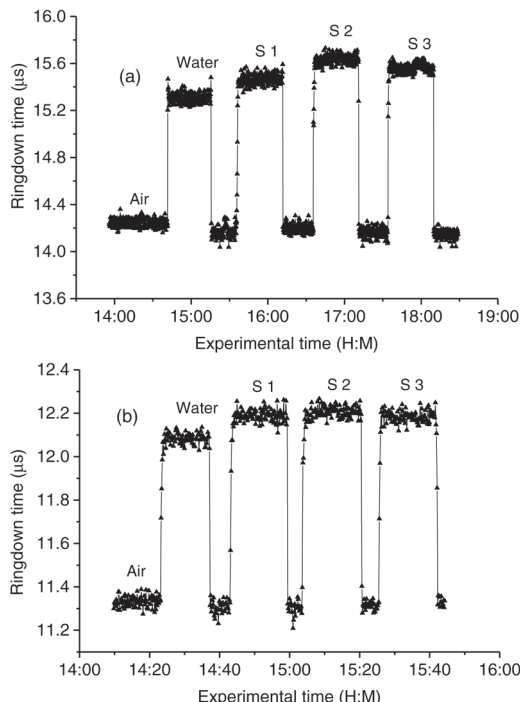 16.0
15.6
15.2
14.8
14.4
14.0
13.6
Ringdown time (µs)
(a)
Air
Water
S 1
S 2
S 3
14:00
15:00
16:00
17:00
18:00
19:00
Experimental time (H:M)
12.4
12.2
12.0
11.8
11.6
11.4
11.2
Ringdown time (µs)
(b)
Air
Water
S 1
S 2
S 3
14:00
14:20
14:40
15:00
15:20
15:40
16:00
Experimental time (H:M)